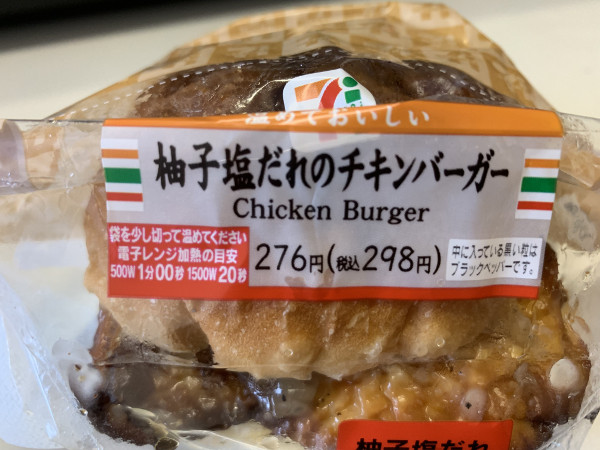 温めておいしい
柚子塩だれのチキンバーガー
Chicken Burger
袋を少し切って温めてください
電子レンジ加熱の目安
500W 1分00秒 1500W 20秒
276円(税込298円)
中に入っている黒い粒は
ブラックペッパーです。
柚子塩だれ